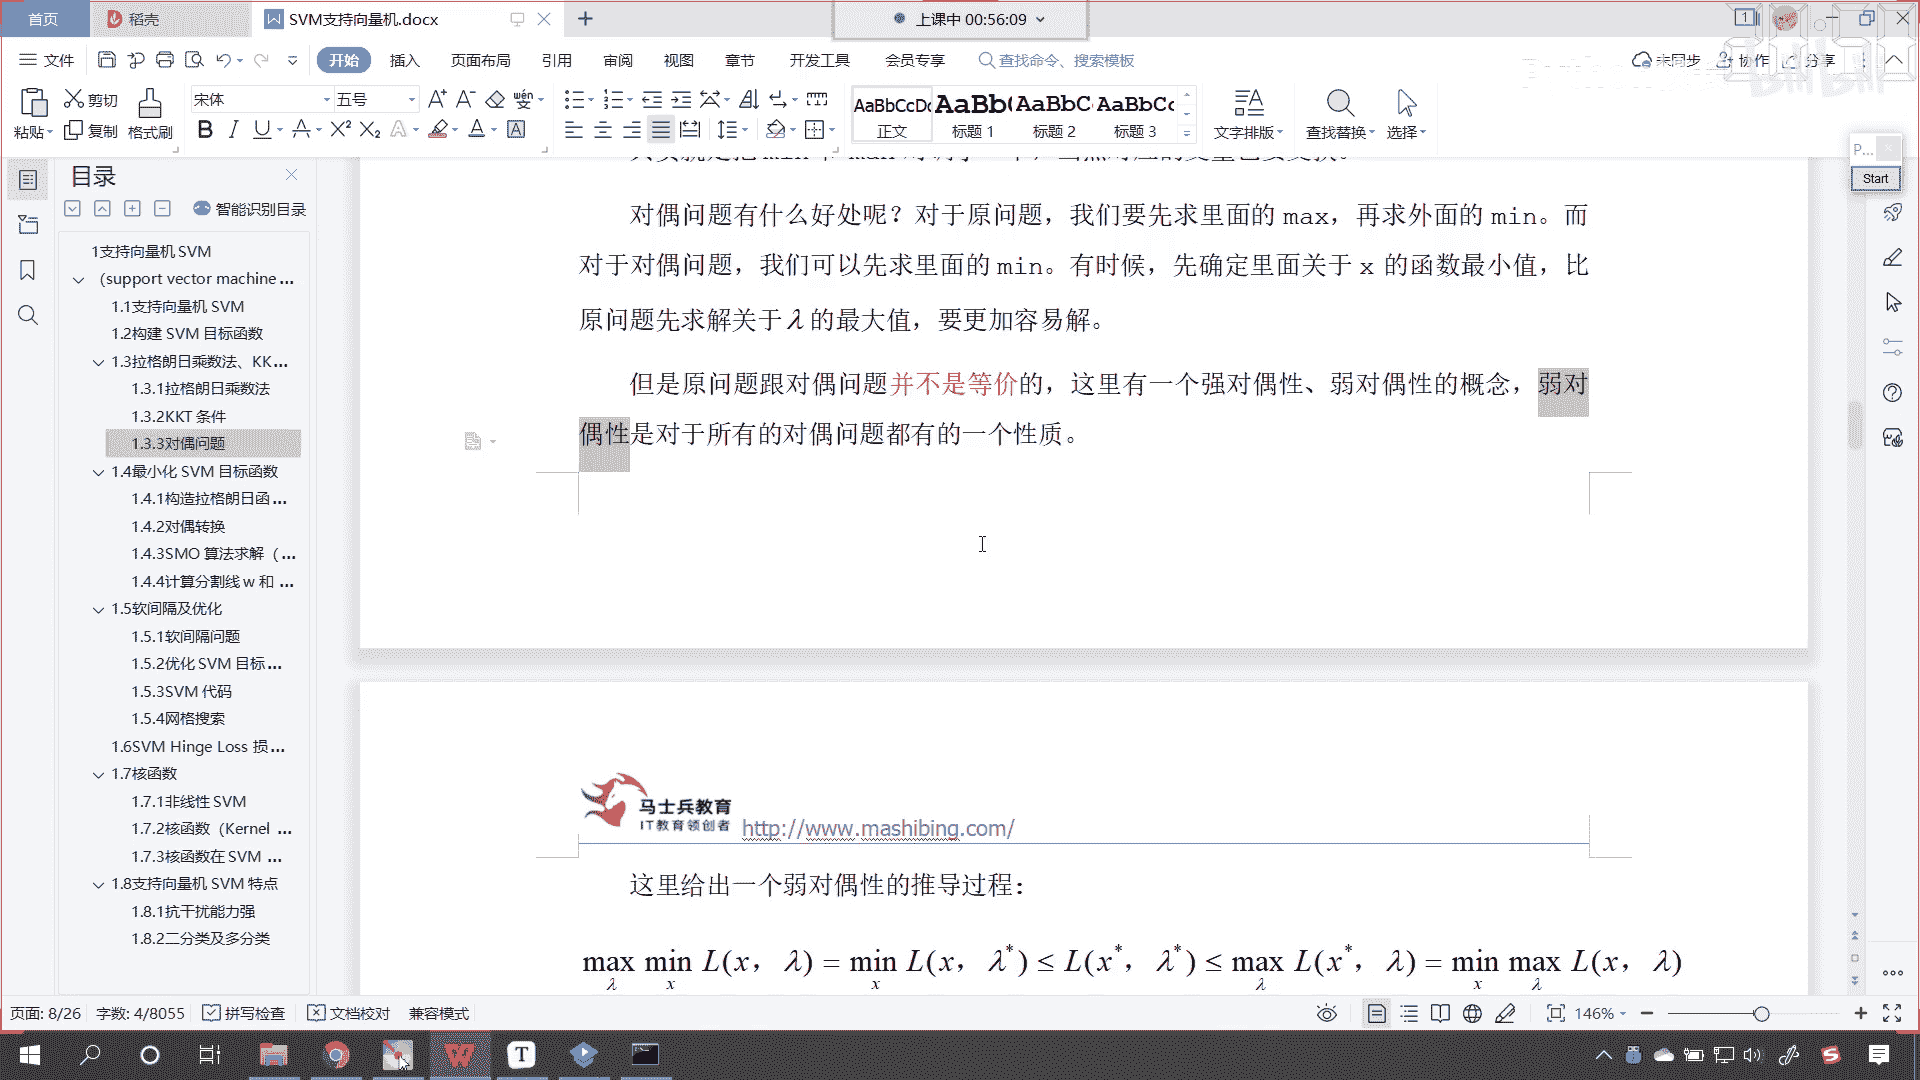 首页
稻壳
SVM支持向量机.docx
上课中 00:56:09
文件
开始
插入
页面布局
引用
审阅
视图
章节
开发工具
会员专享
查找命令、搜索模板
未同步
协作
分享
粘贴
剪切
复制
格式刷
宋体
五号
AaBbCcDd
正文
AaBb(
标题 1
AaBbC
标题 2
AaBbCc
标题 3
文字排版
查找替换
选择
P...
Start
目录
智能识别目录
1支持向量机 SVM
（support vector machine ...
1.1支持向量机 SVM
1.2构建 SVM 目标函数
1.3拉格朗日乘数法、KK...
1.3.1拉格朗日乘数法
1.3.2KKT 条件
1.3.3对偶问题
1.4最小化 SVM 目标函数
1.4.1构造拉格朗日函...
1.4.2对偶转换
1.4.3SMO 算法求解（...
1.4.4计算分割线 w 和 ...
1.5软间隔及优化
1.5.1软间隔问题
1.5.2优化 SVM 目标...
1.5.3SVM 代码
1.5.4网格搜索
1.6SVM Hinge Loss 损...
1.7核函数
1.7.1非线性 SVM
1.7.2核函数（Kernel ...
1.7.3核函数在 SVM ...
1.8支持向量机 SVM 特点
1.8.1抗干扰能力强
1.8.2二分类及多分类
对偶问题有什么好处呢？对于原问题，我们要先求里面的 max，再求外面的 min。而
对于对偶问题，我们可以先求里面的 min。有时候，先确定里面关于 x 的函数最小值，比
原问题先求解关于 λ 的最大值，要更加容易解。
但是原问题跟对偶问题并不是等价的，这里有一个强对偶性、弱对偶性的概念，弱对
偶性是对于所有的对偶问题都有的一个性质。
马士兵教育
IT教育领创者 http://www.mashibing.com/
这里给出一个弱对偶性的推导过程：
max_λ min_x L(x, λ) = min_x L(x, λ*) ≤ L(x*, λ*) ≤ max_λ L(x*, λ) = min_x max_λ L(x, λ)
页面: 8/26
字数: 4/8055
拼写检查
文档校对
兼容模式
146%